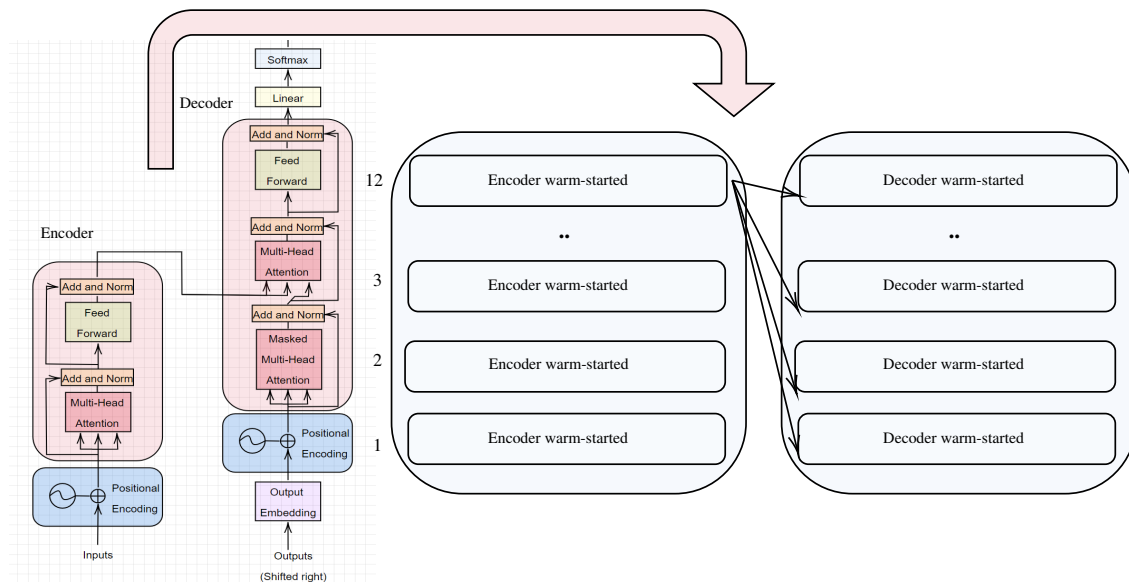 Softmax
Linear
Decoder
Add and Norm
Feed
Forward
Add and Norm
Multi-Head
Attention
Add and Norm
Masked
Multi-Head
Attention
Positional
Encoding
Output
Embedding
Outputs
(Shifted right)
Encoder
Add and Norm
Feed
Forward
Add and Norm
Multi-Head
Attention
Positional
Encoding
Inputs
12
Encoder warm-started
..
3
Encoder warm-started
2
Encoder warm-started
1
Encoder warm-started
Decoder warm-started
..
Decoder warm-started
Decoder warm-started
Decoder warm-started